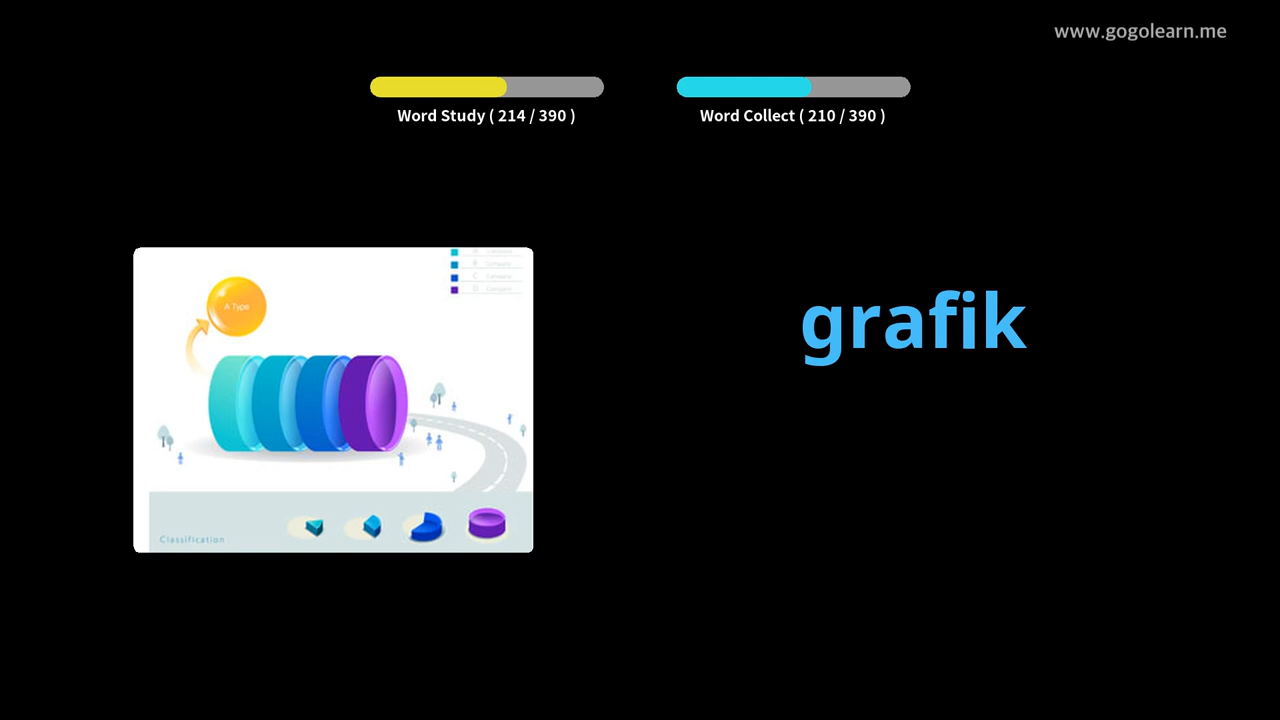 www.gogolearn.me
Word Study ( 214 / 390 )
Word Collect ( 210 / 390 )
A Type
C
grafik
Classification